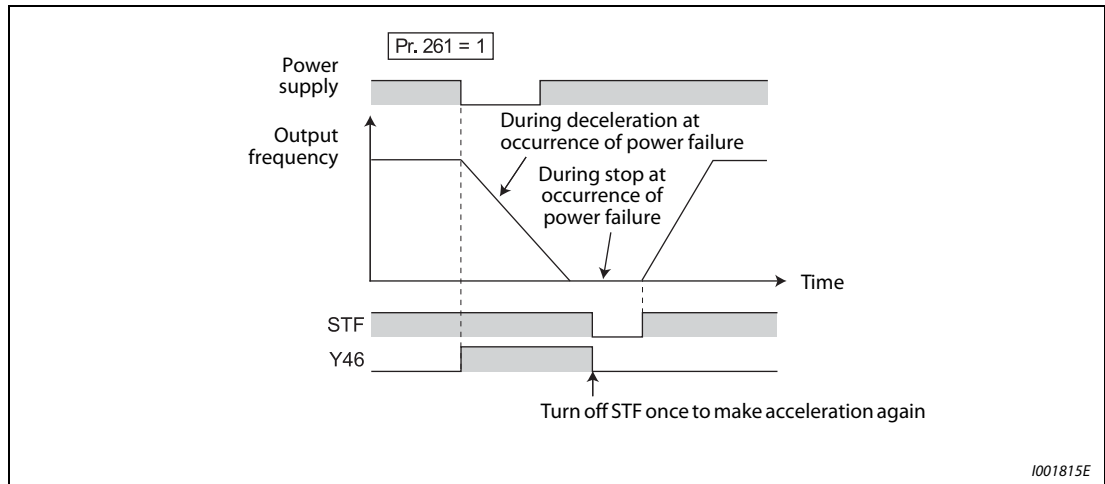 Pr. 261 = 1
Power
supply
During deceleration at
occurrence of power failure
Output
frequency
During stop at
occurrence of
power failure
Time
STF
Y46
Turn off STF once to make acceleration again
I001815E